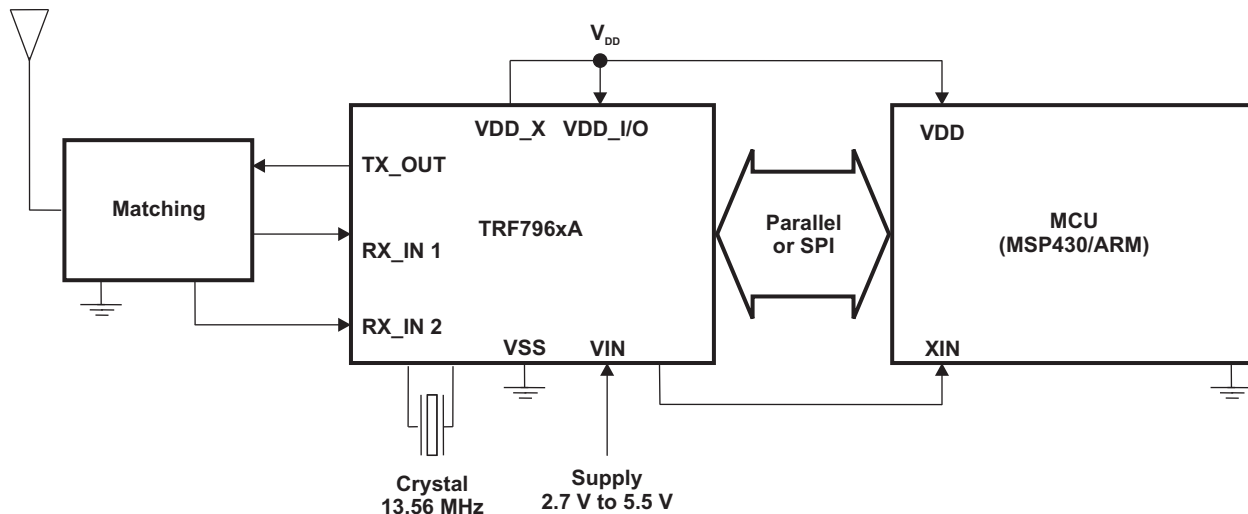 VDD
VDD_X
VDD_I/O
VDD
TX_OUT
Matching
Parallel
or SPI
MCU
(MSP430/ARM)
TRF796xA
RX_IN 1
RX_IN 2
VSS
VIN
XIN
Crystal
13.56 MHz
Supply
2.7 V to 5.5 V